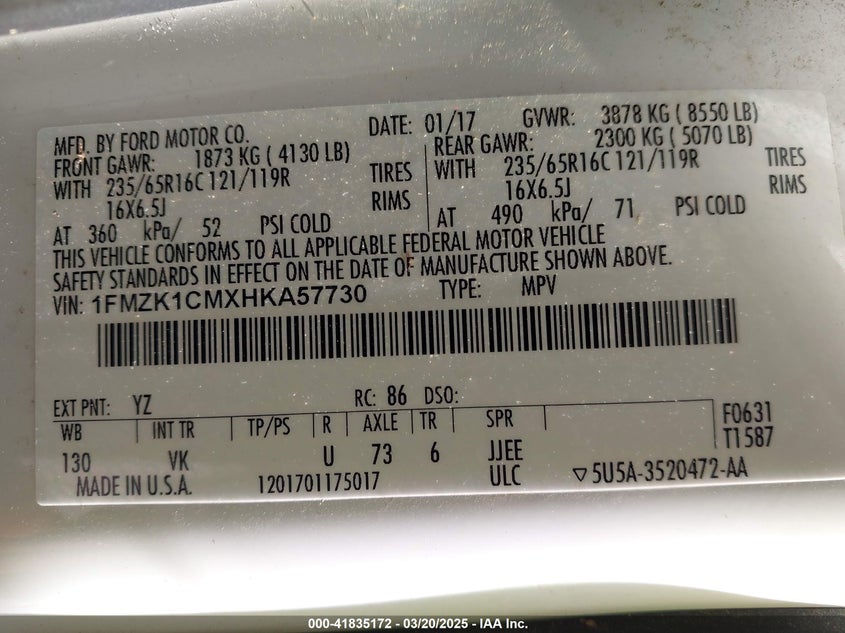 MFD. BY FORD MOTOR CO. DATE: 01/17 GVWR: 3878 KG ( 8550 LB)
FRONT GAWR: 1873 KG ( 4130 LB) REAR GAWR: 2300 KG ( 5070 LB)
WITH 235/65R16C 121/119R TIRES WITH 235/65R16C 121/119R TIRES
16X6.5J RIMS 16X6.5J RIMS
AT 360 kPa/ 52 PSI COLD AT 490 kPa/ 71 PSI COLD
THIS VEHICLE CONFORMS TO ALL APPLICABLE FEDERAL MOTOR VEHICLE
SAFETY STANDARDS IN EFFECT ON THE DATE OF MANUFACTURE SHOWN ABOVE.
VIN: 1FMZK1CMXHKA57730 TYPE: MPV
EXT PNT: YZ RC: 86 DSO:
WB INT TR TP/PS R AXLE TR SPR F0631
T1587
130 VK U 73 6 JJEE
MADE IN U.S.A. 1201701175017 ULC ▽5U5A-3520472-AA
000-41835172 - 03/20/2025 - IAA Inc.